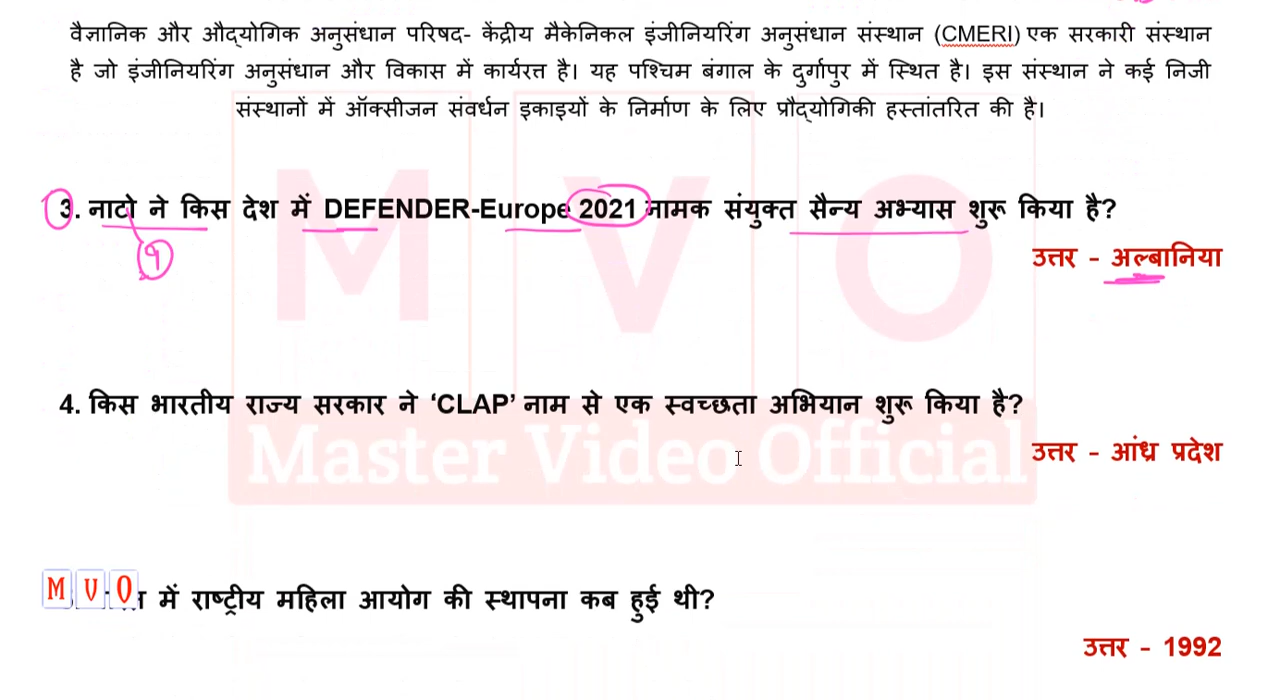 वैज्ञानिक और औद्योगिक अनुसंधान परिषद- केंद्रीय मैकेनिकल इंजीनियरिंग अनुसंधान संस्थान (CMERI) एक सरकारी संस्थान
है जो इंजीनियरिंग अनुसंधान और विकास में कार्यरत्त है। यह पश्चिम बंगाल के दुर्गापुर में स्थित है। इस संस्थान ने कई निजी
संस्थानों में ऑक्सीजन संवर्धन इकाइयों के निर्माण के लिए प्रौद्योगिकी हस्तांतरित की है।
M V O
3. नाटो ने किस देश में DEFENDER-Europe 2021 नामक संयुक्त सैन्य अभ्यास शुरू किया है?
उत्तर - अल्बानिया
4. किस भारतीय राज्य सरकार ने ‘CLAP’ नाम से एक स्वच्छता अभियान शुरू किया है?
Master Video Official
उत्तर - आंध्र प्रदेश
M V O में राष्ट्रीय महिला आयोग की स्थापना कब हुई थी?
उत्तर - 1992